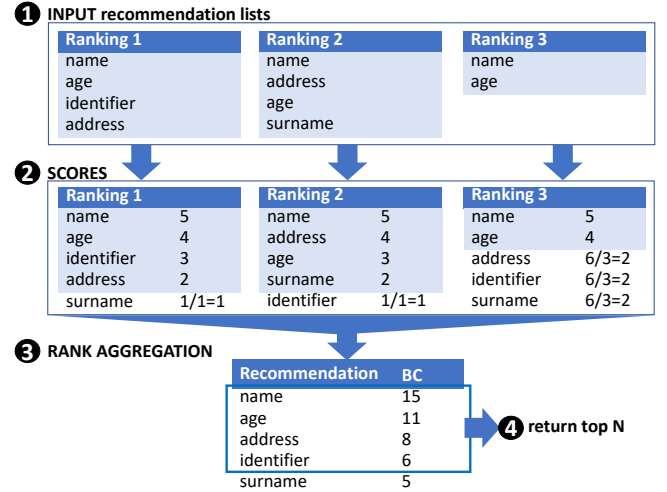 1 INPUT recommendation lists
Ranking 1 Ranking 2 Ranking 3
name name name
age address age
identifier age
address surname
2 SCORES
Ranking 1 Ranking 2 Ranking 3
name 5 name 5 name 5
age 4 address 4 age 4
identifier 3 age 3 address 6/3=2
address 2 surname 2 identifier 6/3=2
surname 1/1=1 identifier 1/1=1 surname 6/3=2
3 RANK AGGREGATION
Recommendation BC
name 15
age 11
address 8
identifier 6
surname 5
4 return top N